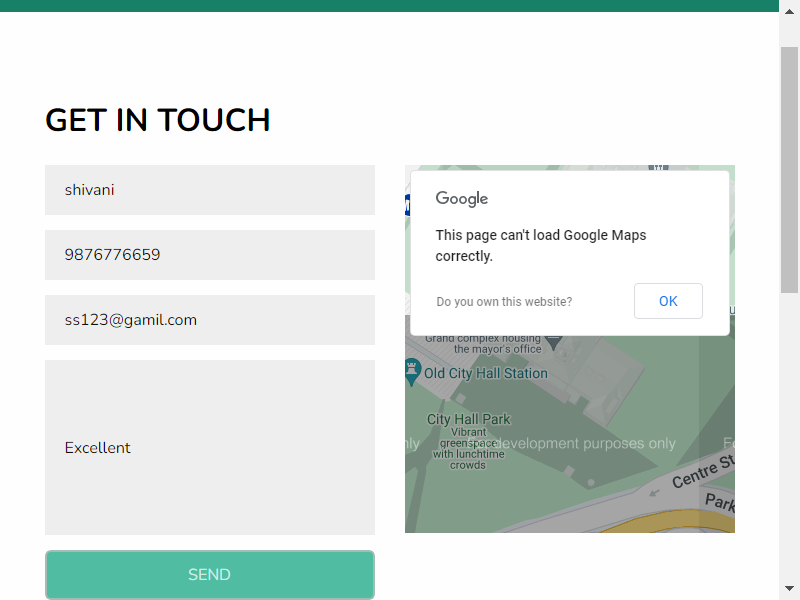 GET IN TOUCH
shivani
9876776659
ss123@gamil.com
Excellent
SEND
Google
This page can't load Google Maps
correctly.
Do you own this website?
OK
Grand complex housing
the mayor's office
Old City Hall Station
City Hall Park
Vibrant
greenspace
with lunchtime
crowds
only
development purposes only
Centre St
Park